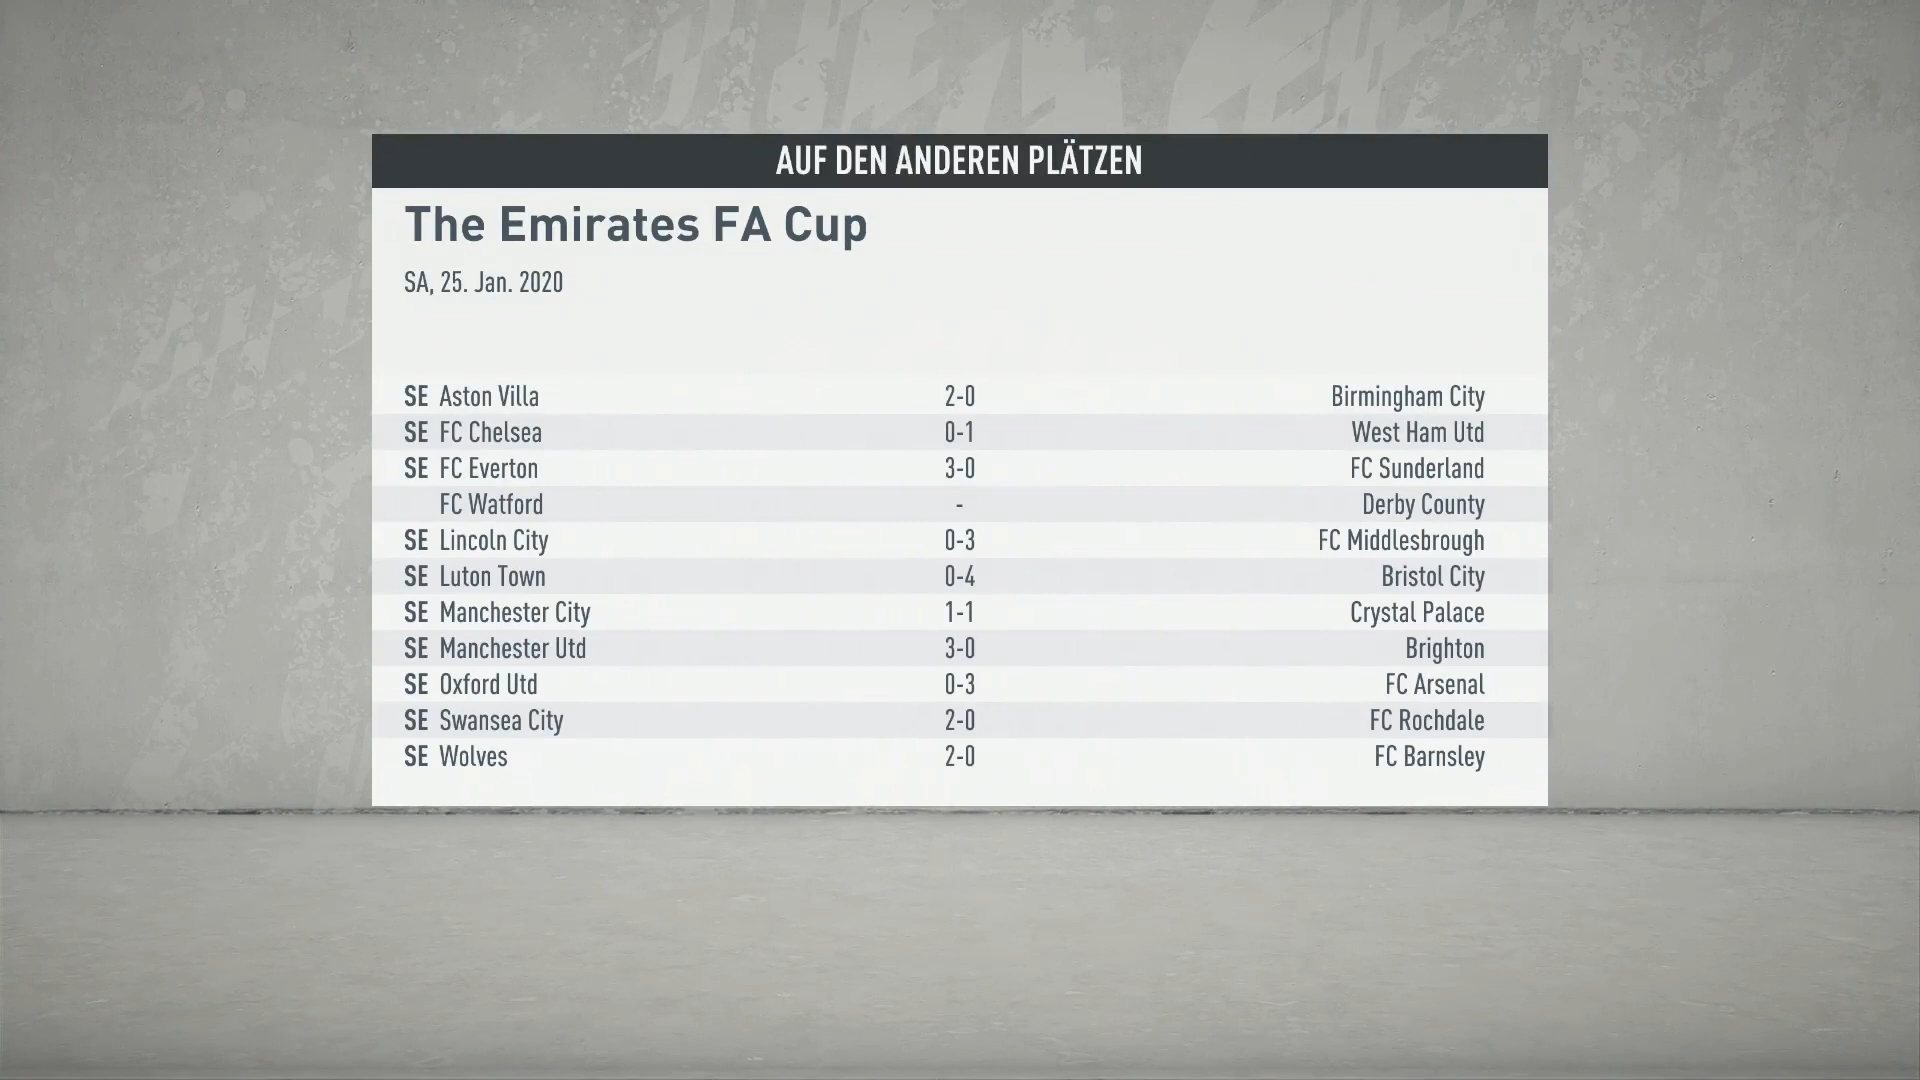 AUF DEN ANDEREN PLÄTZEN
The Emirates FA Cup
SA, 25. Jan. 2020
SE Aston Villa 2-0 Birmingham City
SE FC Chelsea 0-1 West Ham Utd
SE FC Everton 3-0 FC Sunderland
FC Watford - Derby County
SE Lincoln City 0-3 FC Middlesbrough
SE Luton Town 0-4 Bristol City
SE Manchester City 1-1 Crystal Palace
SE Manchester Utd 3-0 Brighton
SE Oxford Utd 0-3 FC Arsenal
SE Swansea City 2-0 FC Rochdale
SE Wolves 2-0 FC Barnsley